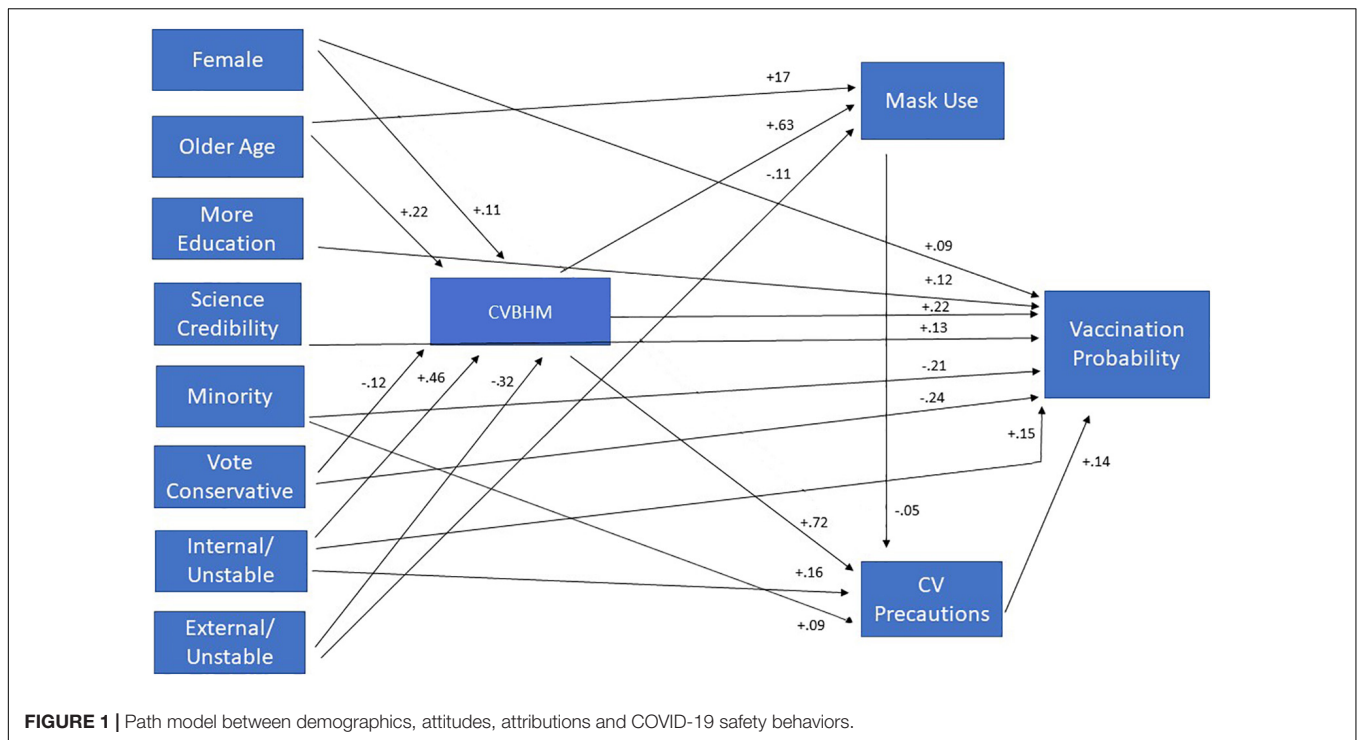 Female
Older Age
More
Education
Science
Credibility
Minority
Vote
Conservative
Internal/
Unstable
External/
Unstable
CVBHM
Mask Use
Vaccination
Probability
CV
Precautions
+17
+.63
-.11
+.22
+.11
+.09
+.12
+.22
+.13
-.21
-.24
+.15
+.14
-.12
+.46
-.32
+.72
-.05
+.16
+.09
FIGURE 1 | Path model between demographics, attitudes, attributions and COVID-19 safety behaviors.